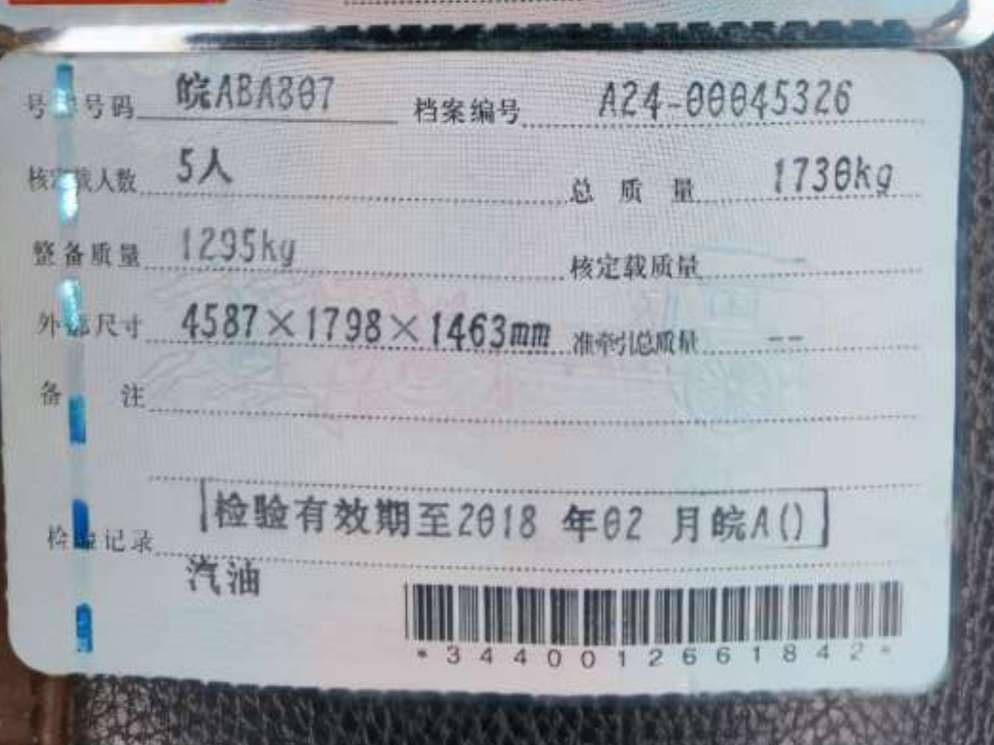 号牌号码 皖ABA807 档案编号 A24-00045326
核定载人数 5人 总质量 1730kg
整备质量 1295kg 核定载质量 -
外廓尺寸 4587×1798×1463mm 准牵引总质量 --
备注
检验记录 检验有效期至2018 年02 月皖A()
汽油
*3440012661842*